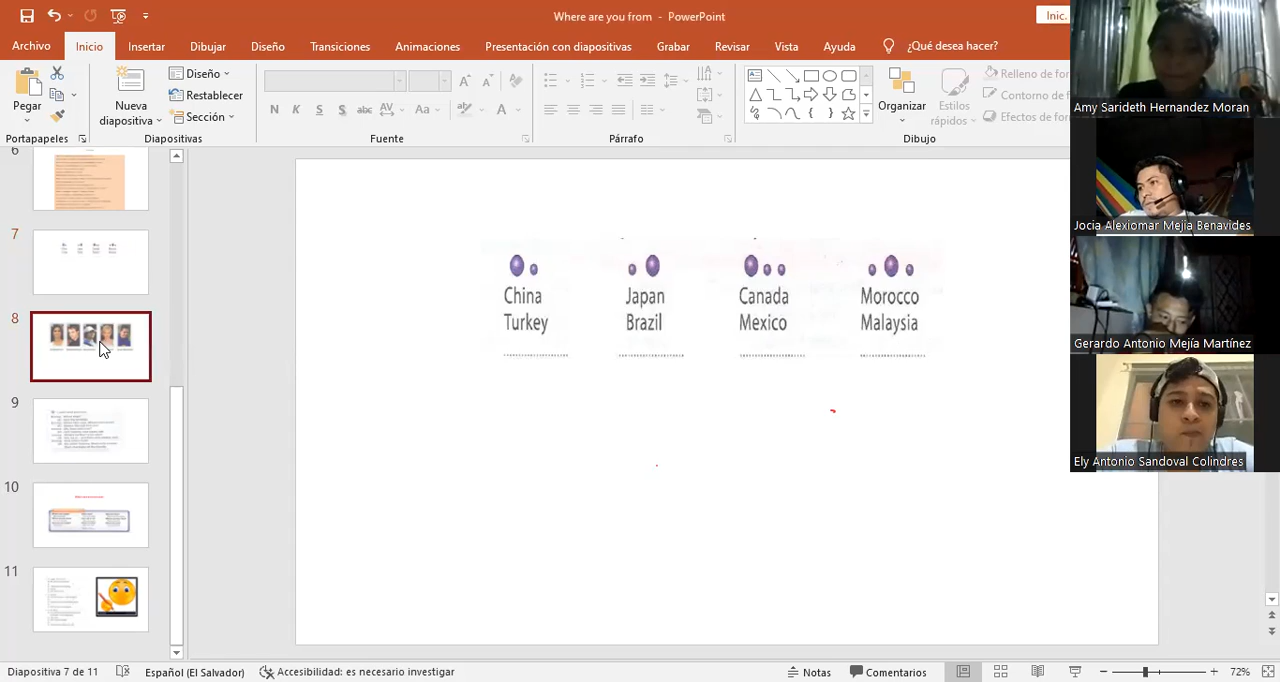 Where are you from - PowerPoint
Inic.
Archivo Inicio Insertar Dibujar Diseño Transiciones Animaciones Presentación con diapositivas Grabar Revisar Vista Ayuda ¿Qué desea hacer?
Pegar
Nueva diapositiva
Diseño
Restablecer
Sección
N K S S abc AV Aa A
Organizar
Estilos rápidos
Relleno de
Contorno de
Efectos de
Portapapeles Diapositivas Fuente Párrafo Dibujo
6
7
8
9
10
11
China
Turkey
Japan
Brazil
Canada
Mexico
Morocco
Malaysia
Amy Sarideth Hernandez Moran
Jocia Alexiomar Mejía Benavides
Gerardo Antonio Mejía Martínez
Ely Antonio Sandoval Colindres
Diapositiva 7 de 11 Español (El Salvador) Accesibilidad: es necesario investigar Notas Comentarios 72%